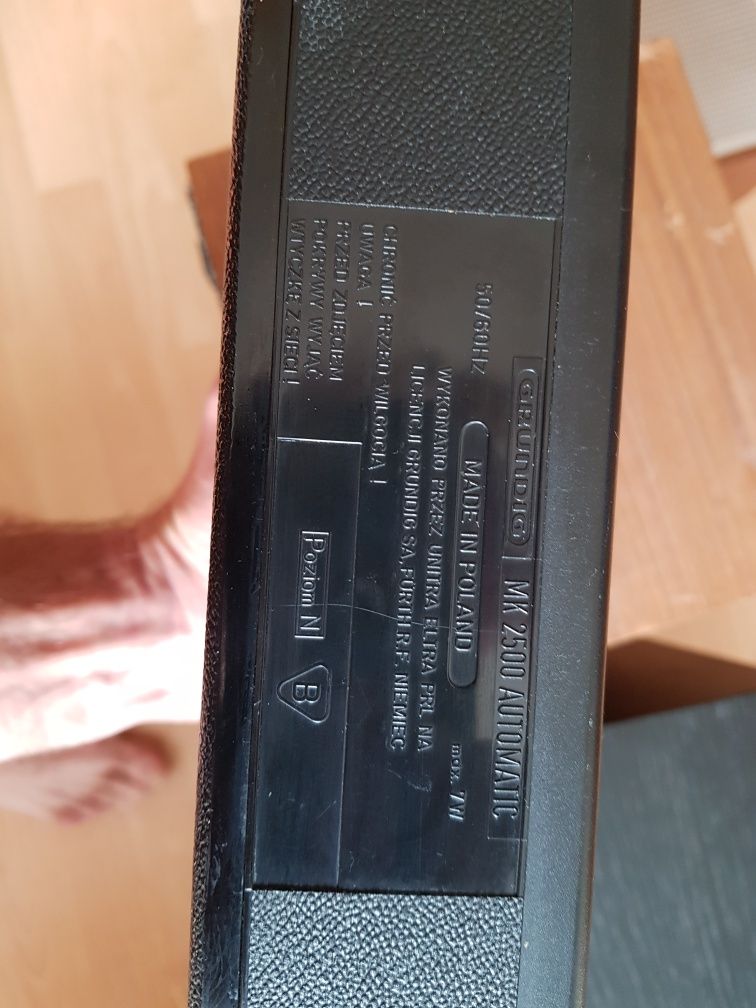 GRUNDIG MK 2500 AUTOMATIC
50/60HZ MADE IN POLAND max. 7W
WYKONANO PRZEZ UNITRA ELTRA PRL NA
LICENCJI GRUNDIG SA, FÜRTH R.F. NIEMIEC
CHRONIĆ PRZED WILGOCIĄ !
UWAGA !
PRZED ZDJĘCIEM
POKRYWY WYJĄĆ
WTYCZKĘ Z SIECI !
Poziom N B